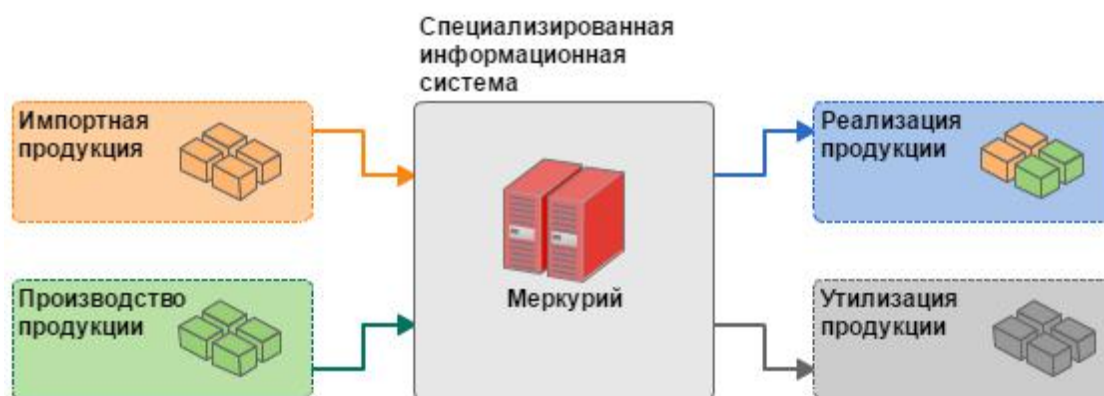 Специализированная
информационная
система
Импортная
продукция
Производство
продукции
Меркурий
Реализация
продукции
Утилизация
продукции